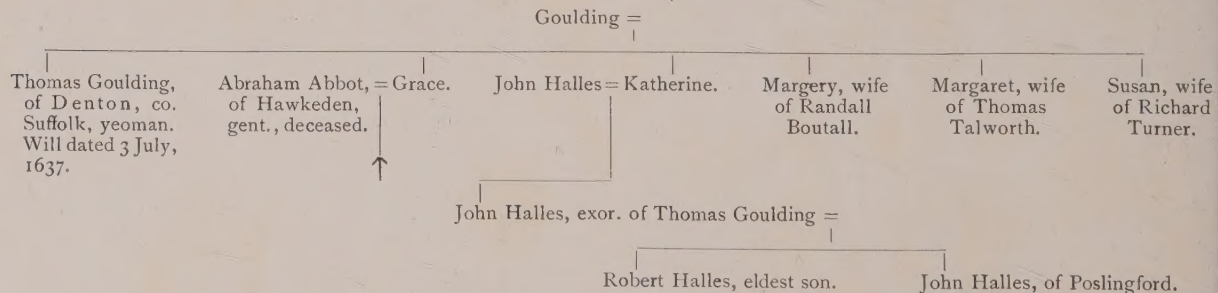 Goulding =
Thomas Goulding,
of Denton, co.
Suffolk, yeoman.
Will dated 3 July,
1637.
Abraham Abbot, = Grace.
of Hawkeden,
gent., deceased.
John Halles = Katherine.
Margery, wife
of Randall
Boutall.
Margaret, wife
of Thomas
Talworth.
Susan, wife
of Richard
Turner.
John Halles, exor. of Thomas Goulding =
Robert Halles, eldest son.
John Halles, of Poslingford.